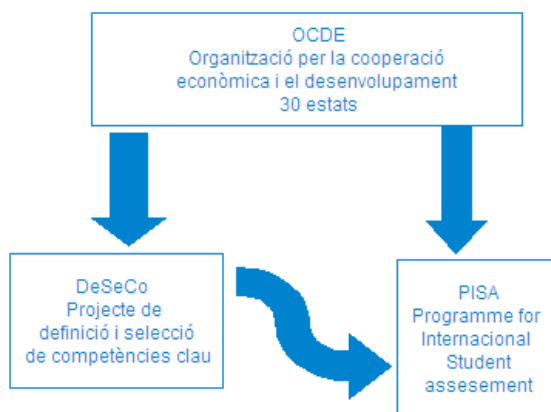 OCDE
Organització per la cooperació
econòmica i el desenvolupament
30 estats
DeSeCo
Projecte de
definició i selecció
de competències clau
PISA
Programme for
Internacional
Student
assesement